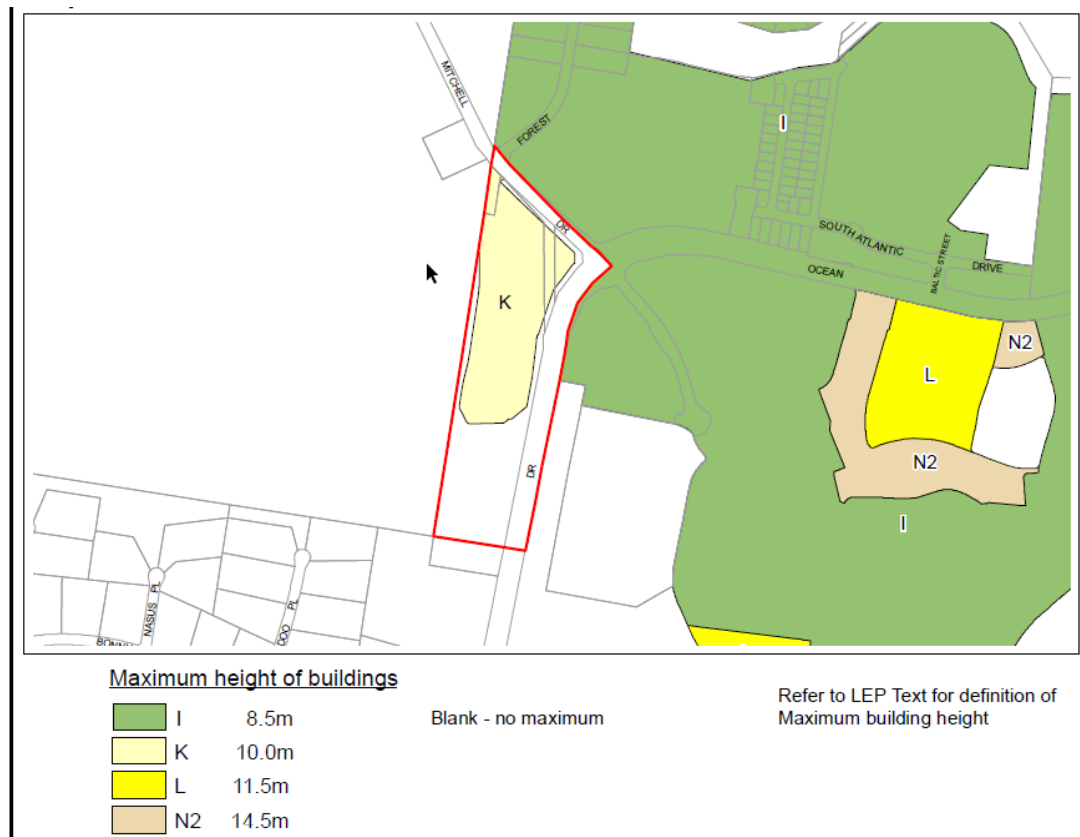 MITCHELL
FOREST
I
DR
SOUTH ATLANTIC
DRIVE
BALTIC STREET
OCEAN
K
N2
L
N2
DR
I
NASUS PL
DOO PL
Maximum height of buildings
I 8.5m
K 10.0m
L 11.5m
N2 14.5m
Blank - no maximum
Refer to LEP Text for definition of
Maximum building height